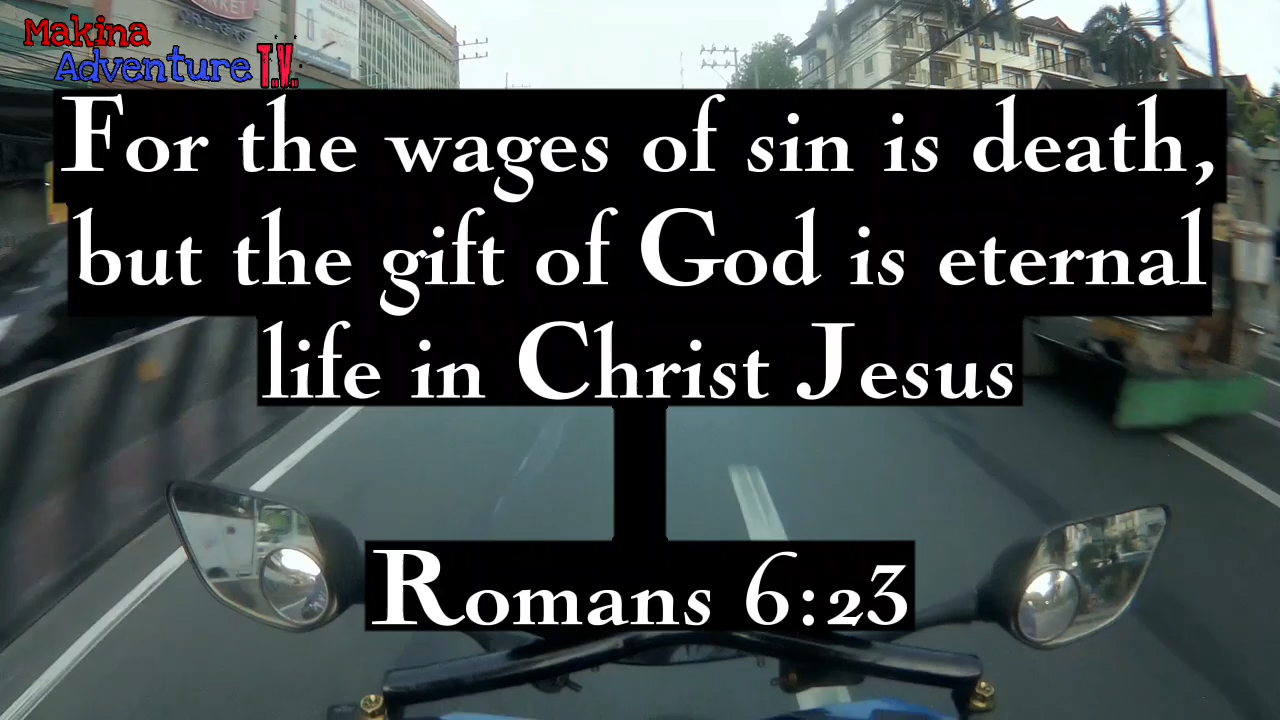 Makina
Adventure T.V.
MARKET
For the wages of sin is death,
but the gift of God is eternal
life in Christ Jesus
Romans 6:23